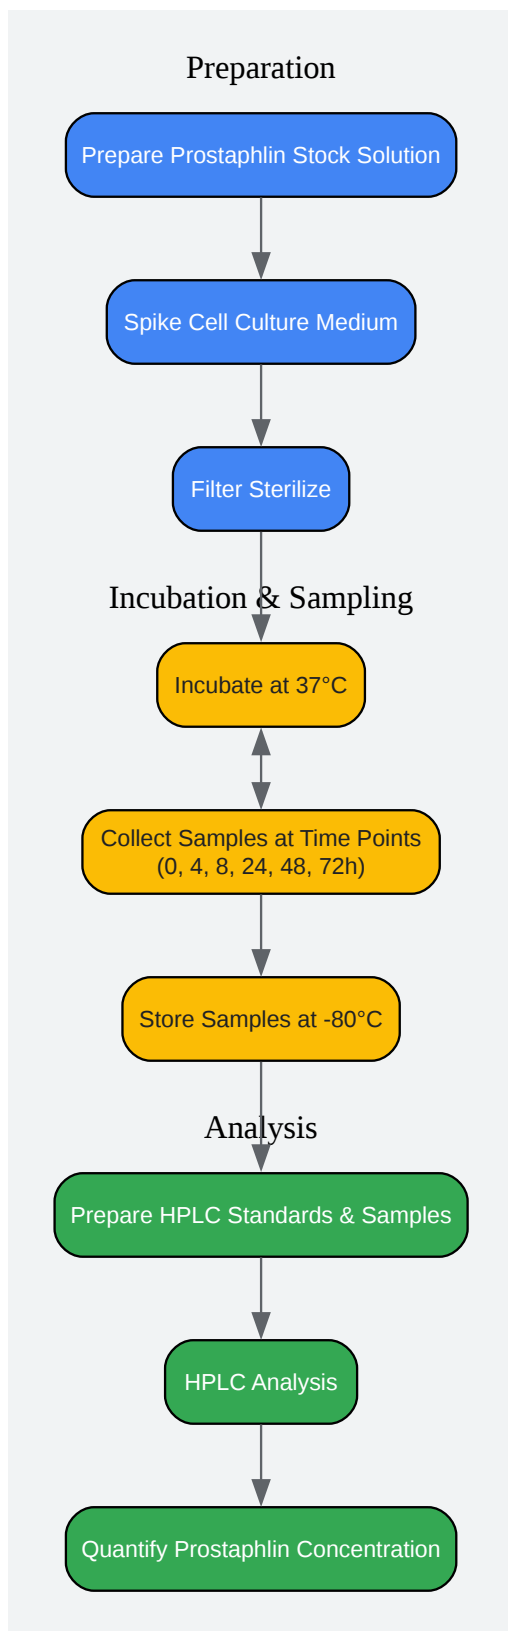 Preparation
Prepare Prostaphlin Stock Solution
Spike Cell Culture Medium
Filter Sterilize
Incubation & Sampling
Incubate at 37°C
Collect Samples at Time Points
(0, 4, 8, 24, 48, 72h)
Store Samples at -80°C
Analysis
Prepare HPLC Standards & Samples
HPLC Analysis
Quantify Prostaphlin Concentration